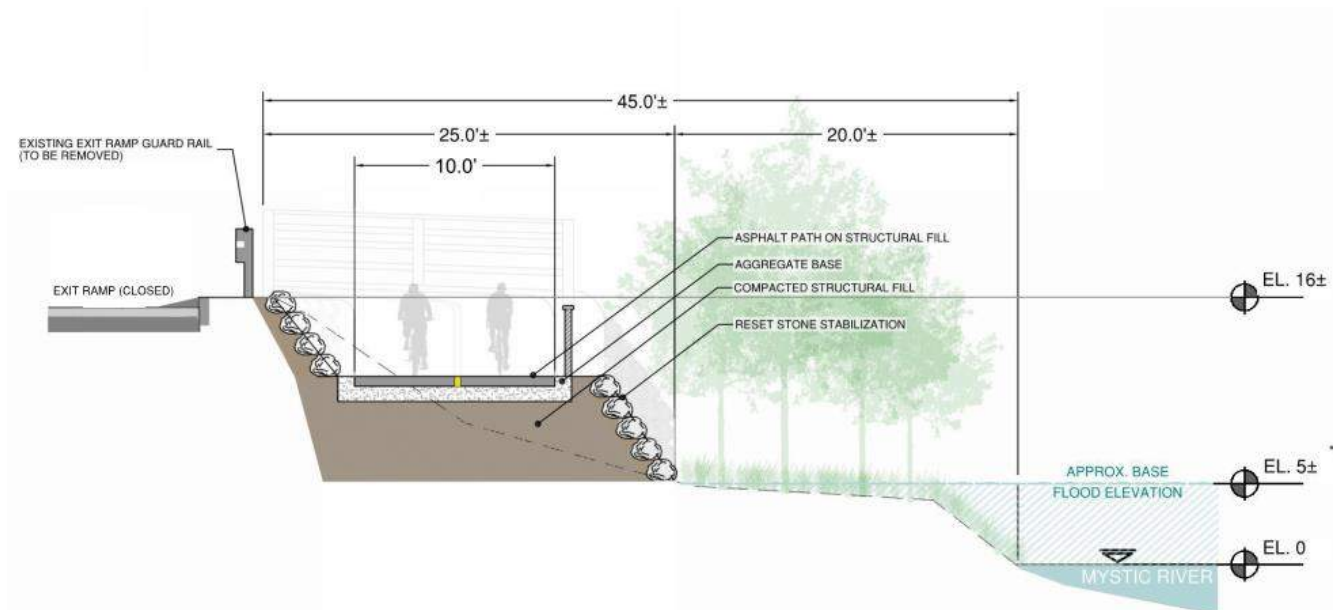 45.0'±
25.0'±
20.0'±
10.0'
EXISTING EXIT RAMP GUARD RAIL
(TO BE REMOVED)
ASPHALT PATH ON STRUCTURAL FILL
AGGREGATE BASE
COMPACTED STRUCTURAL FILL
RESET STONE STABILIZATION
EXIT RAMP (CLOSED)
EL. 16±
APPROX. BASE
FLOOD ELEVATION
EL. 5±
EL. 0
MYSTIC RIVER